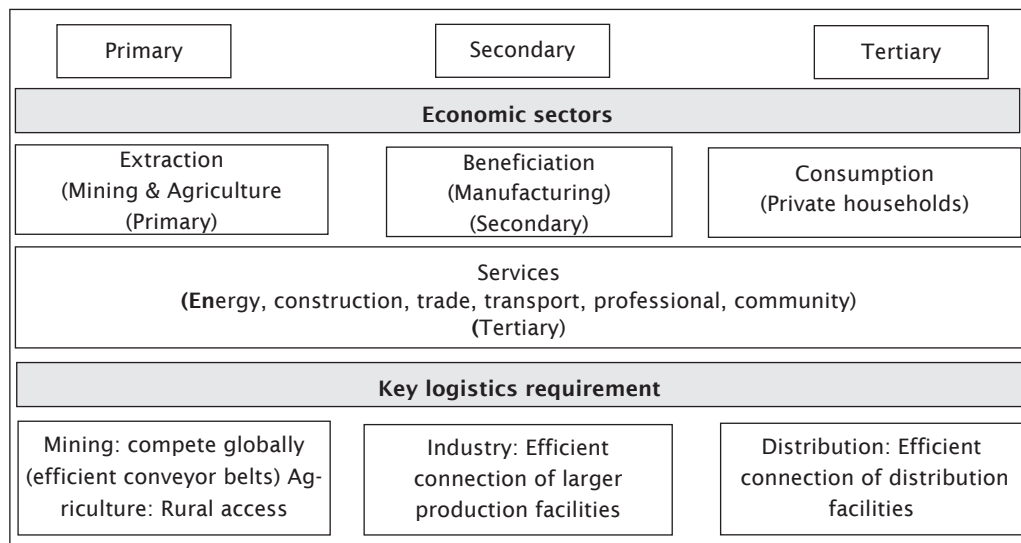 Primary
Secondary
Tertiary
Economic sectors
Extraction
(Mining & Agriculture
(Primary)
Beneficiation
(Manufacturing)
(Secondary)
Consumption
(Private households)
Services
(Energy, construction, trade, transport, professional, community)
(Tertiary)
Key logistics requirement
Mining: compete globally
(efficient conveyor belts) Ag-
riculture: Rural access
Industry: Efficient
connection of larger
production facilities
Distribution: Efficient
connection of distribution
facilities